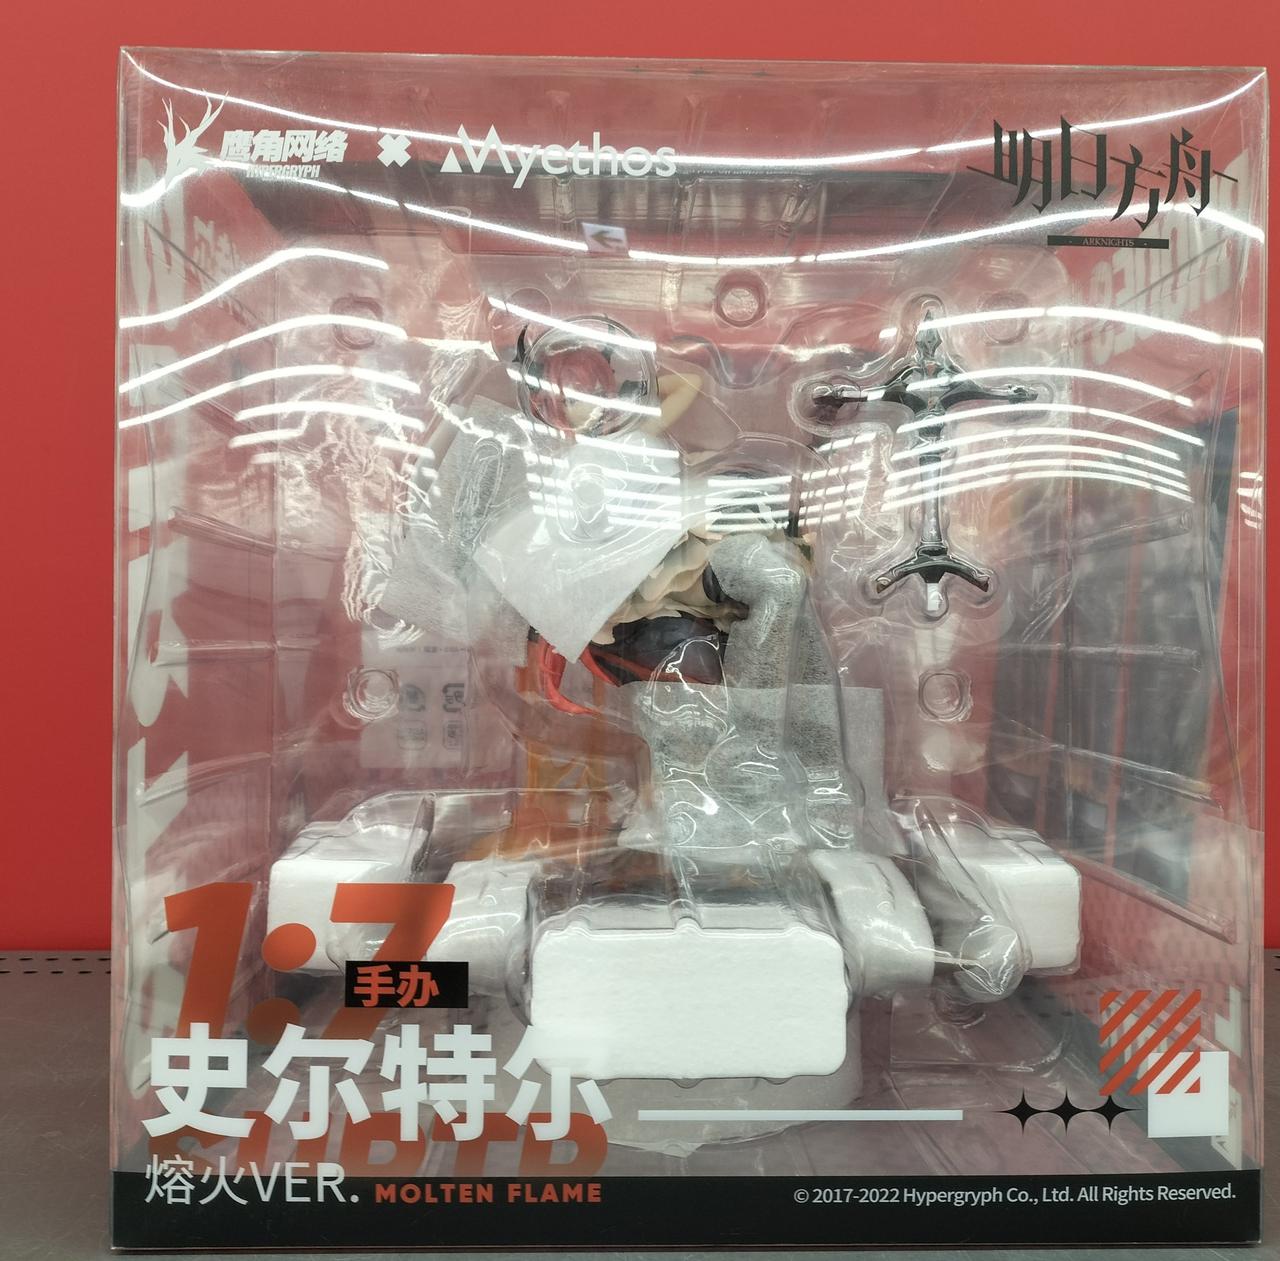 鹰角网络
HYPERGRYPH
Myethos
明日方舟
ARKNIGHTS
1:7
手办
史尔特尔
熔火VER.
MOLTEN FLAME
© 2017-2022 Hypergryph Co., Ltd. All Rights Reserved.